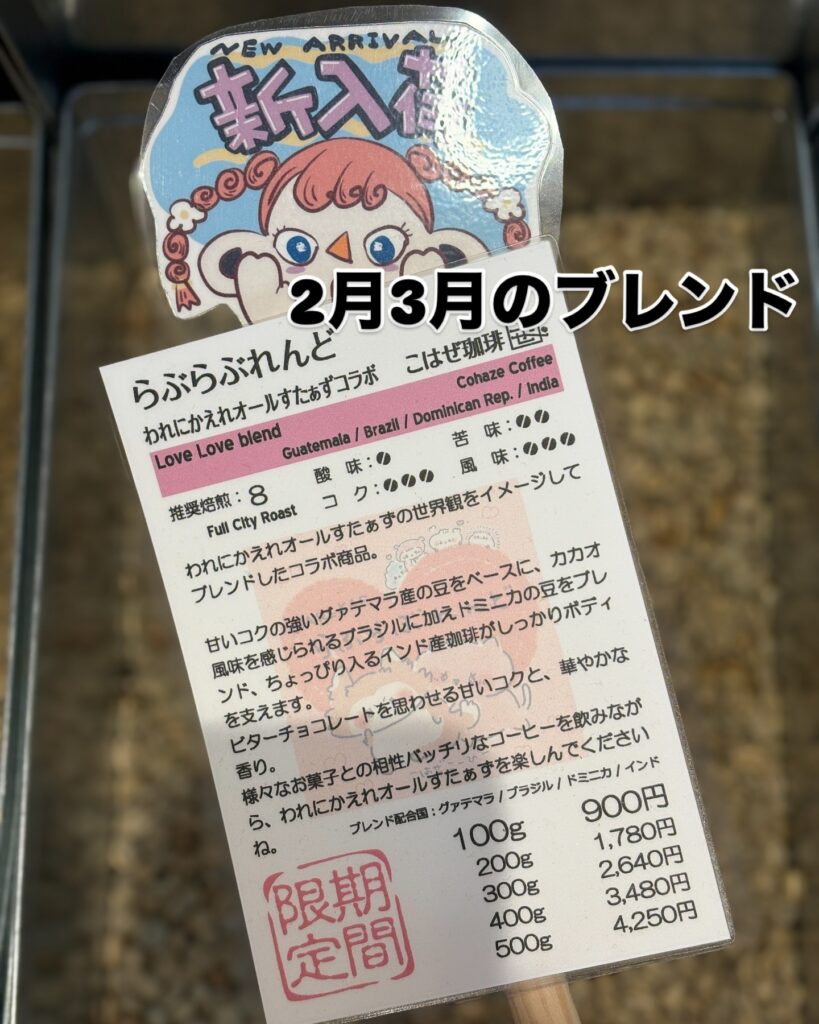 NEW ARRIVAL
新入荷
2月3月のブレンド
らぶらぶれんど
こはぜ珈琲
われにかえれオールすたぁずコラボ
Cohaze Coffee
Love Love blend
Guatemala / Brazil / Dominican Rep. / India
推奨焙煎：8
Full City Roast
酸　味：
苦　味：
コ　ク：
風　味：
われにかえれオールすたぁずの世界観をイメージして
ブレンドしたコラボ商品。
甘いコクの強いグァテマラ産の豆をベースに、カカオ
風味を感じられるブラジルに加えドミニカの豆をブレ
ンド、ちょっぴり入るインド産珈琲がしっかりボディ
を支えます。
ビターチョコレートを思わせる甘いコクと、華やかな
香り。
様々なお菓子との相性バッチリなコーヒーを飲みなが
ら、われにかえれオールすたぁずを楽しんでください
ね。
ブレンド配合国：グァテマラ / ブラジル / ドミニカ / インド
100g 900円
200g 1,780円
300g 2,640円
400g 3,480円
500g 4,250円
期間
限定